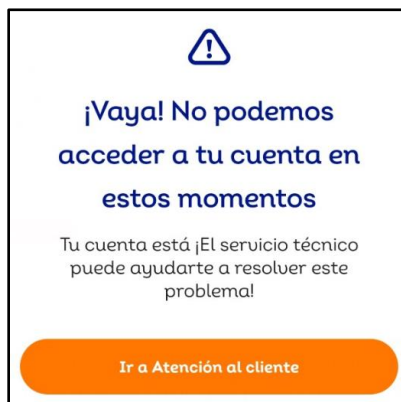 ¡Vaya! No podemos
acceder a tu cuenta en
estos momentos
Tu cuenta está ¡El servicio técnico
puede ayudarte a resolver este
problema!
Ir a Atención al cliente